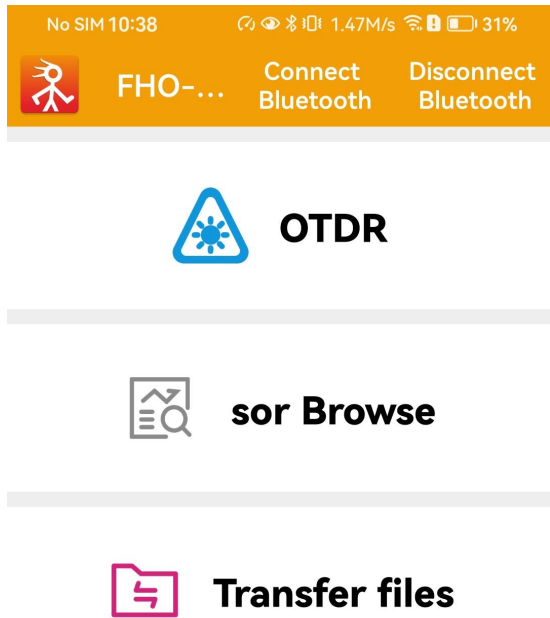 No SIM 10:38 1.47M/s 31%
FHO-... Connect Bluetooth Disconnect Bluetooth
OTDR
sor Browse
Transfer files